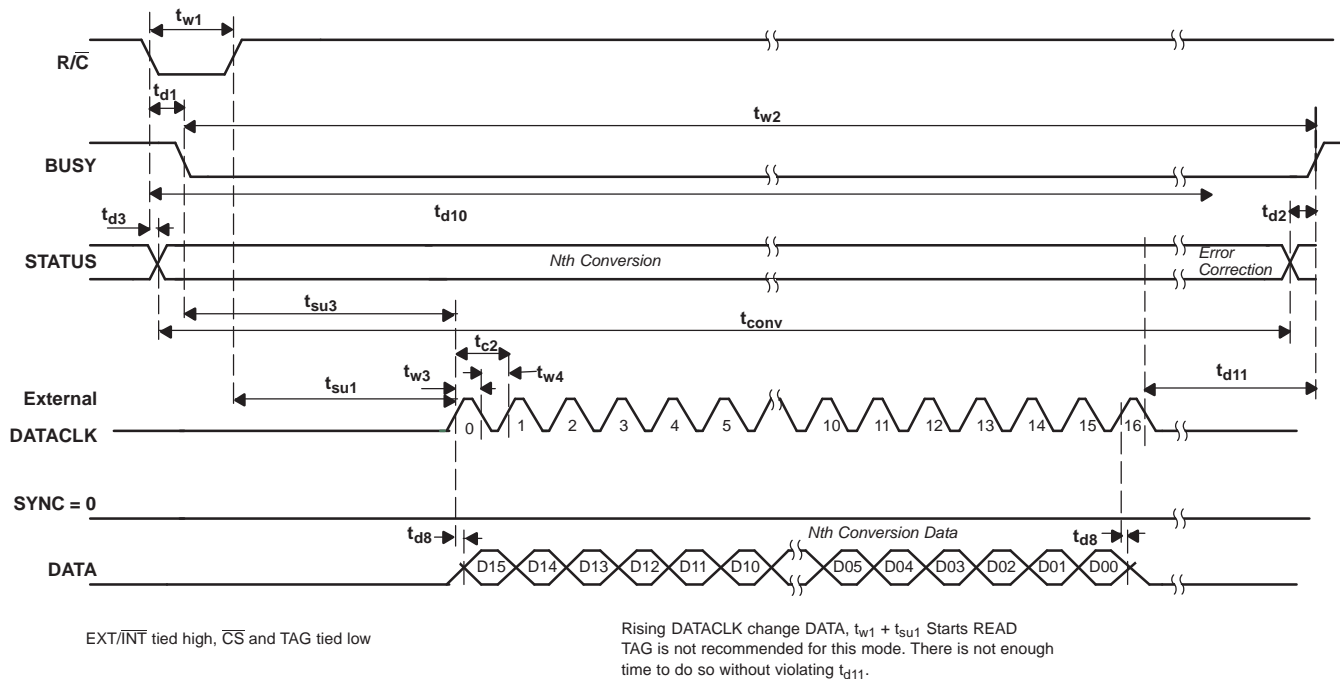 tw1
R/C
td1
tw2
BUSY
td3
td10
td2
STATUS
Nth Conversion
Error
Correction
tsu3
tconv
tc2
tw3
tw4
tsu1
td11
External
DATACLK
0
1
2
3
4
5
10
11
12
13
14
15
16
SYNC = 0
td8
Nth Conversion Data
td8
DATA
D15
D14
D13
D12
D11
D10
D05
D04
D03
D02
D01
D00
EXT/INT tied high, CS and TAG tied low
Rising DATACLK change DATA, tw1 + tsu1 Starts READ
TAG is not recommended for this mode. There is not enough
time to do so without violating td11.